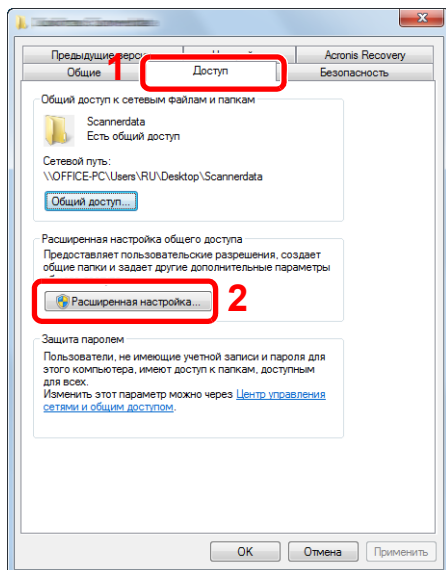 Предыдущие версии
Acronis Recovery
Общие
1
Доступ
Безопасность
Общий доступ к сетевым файлам и папкам
Scannerdata
Есть общий доступ
Сетевой путь:
\\OFFICE-PC\Users\RU\Desktop\Scannerdata
Общий доступ...
Расширенная настройка общего доступа
Предоставляет пользовательские разрешения, создает
общие папки и задает другие дополнительные параметры
Расширенная настройка...
2
Защита паролем
Пользователи, не имеющие учетной записи и пароля для
этого компьютера, имеют доступ к папкам, доступным
для всех.
Изменить этот параметр можно через Центр управления
сетями и общим доступом.
OK
Отмена
Применить